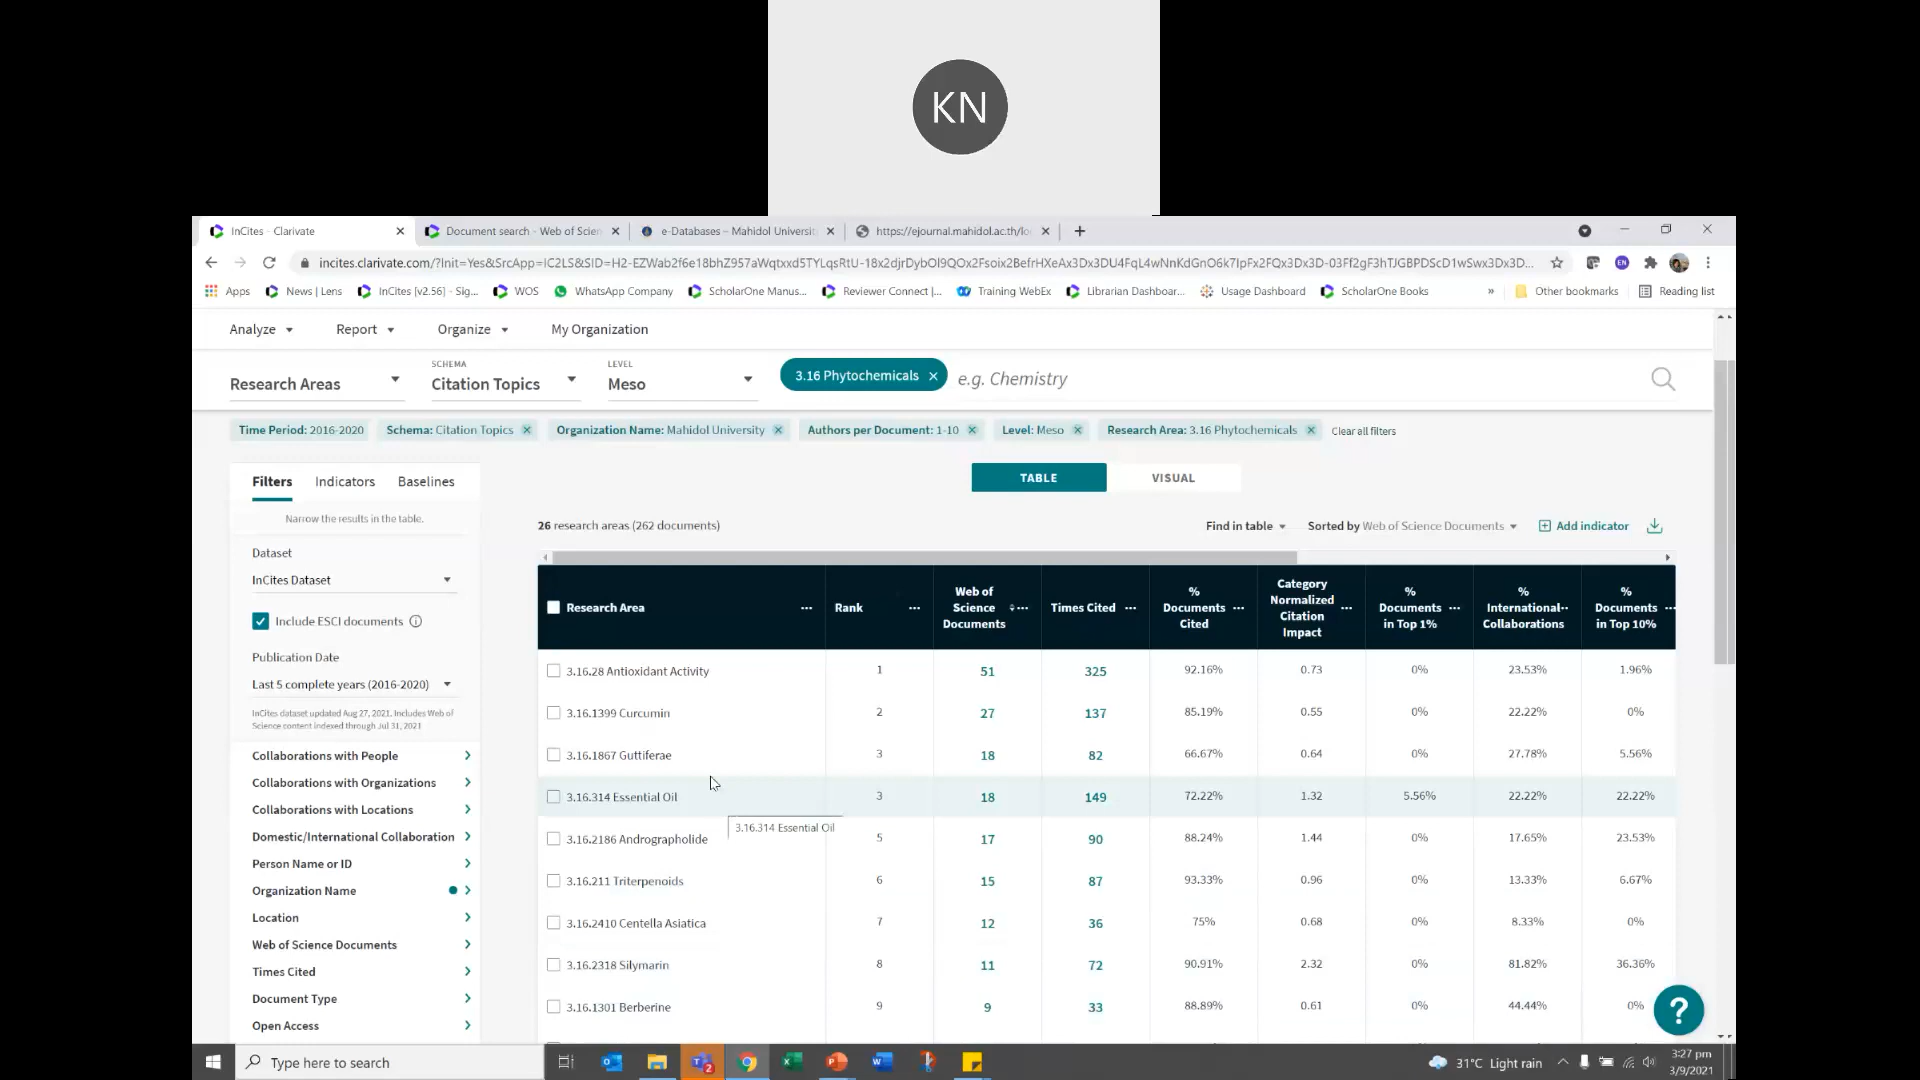 KN
InCites - Clarivate
Document search - Web of Scien
e-Databases – Mahidol Universit
https://ejournal.mahidol.ac.th/lo
incites.clarivate.com/?Init=Yes&SrcApp=IC2LS&SID=H2-EZWab2f6e18bhZ957aWqtxxd5TYLqsRtU-18x2djrDybOl9QOx2Fsoix2BefrHXeAx3Dx3DU4FqL4wNnKdGnO6k7IpFx2FQx3Dx3D-03Ff2gF3hTJGBPDScD1wSwx3Dx3D...
Apps
News | Lens
InCites [v2.56] - Sig...
WOS
WhatsApp Company
ScholarOne Manus...
Reviewer Connect |...
Training WebEx
Librarian Dashboar...
Usage Dashboard
ScholarOne Books
»
Other bookmarks
Reading list
Analyze
Report
Organize
My Organization
Research Areas
SCHEMA
Citation Topics
LEVEL
Meso
3.16 Phytochemicals
e.g. Chemistry
Time Period: 2016-2020
Schema: Citation Topics
Organization Name: Mahidol University
Authors per Document: 1-10
Level: Meso
Research Area: 3.16 Phytochemicals
Clear all filters
Filters Indicators Baselines
Narrow the results in the table.
Dataset
InCites Dataset
Include ESCI documents
Publication Date
Last 5 complete years (2016-2020)
InCites dataset updated Aug 27, 2021. Includes Web of
Science content indexed through Jul 31, 2021
Collaborations with People
Collaborations with Organizations
Collaborations with Locations
Domestic/International Collaboration
Person Name or ID
Organization Name
Location
Web of Science Documents
Times Cited
Document Type
Open Access
TABLE
VISUAL
26 research areas (262 documents)
Find in table
Sorted by Web of Science Documents
Add indicator
Research Area
Rank
Web of
Science
Documents
Times Cited
%
Documents
Cited
Category
Normalized
Citation
Impact
%
Documents
in Top 1%
%
International
Collaborations
%
Documents
in Top 10%
3.16.28 Antioxidant Activity 1 51 325 92.16% 0.73 0% 23.53% 1.96%
3.16.1399 Curcumin 2 27 137 85.19% 0.55 0% 22.22% 0%
3.16.1867 Guttiferae 3 18 82 66.67% 0.64 0% 27.78% 5.56%
3.16.314 Essential Oil 3 18 149 72.22% 1.32 5.56% 22.22% 22.22%
3.16.314 Essential Oil
3.16.2186 Andrographolide 5 17 90 88.24% 1.44 0% 17.65% 23.53%
3.16.211 Triterpenoids 6 15 87 93.33% 0.96 0% 13.33% 6.67%
3.16.2410 Centella Asiatica 7 12 36 75% 0.68 0% 8.33% 0%
3.16.2318 Silymarin 8 11 72 90.91% 2.32 0% 81.82% 36.36%
3.16.1301 Berberine 9 9 33 88.89% 0.61 0% 44.44% 0%
?
Type here to search
2
31°C Light rain
3:27 pm
3/9/2021